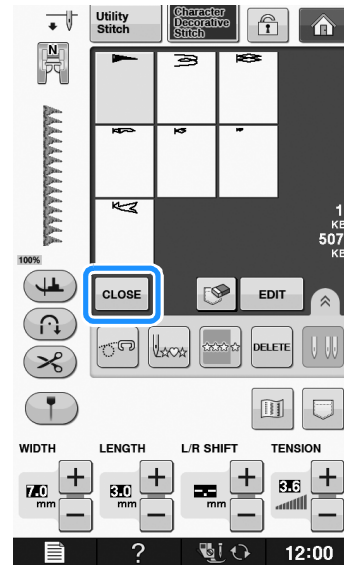 Utility
Stitch
Character
Decorative
Stitch
N
1
KB
507
KB
100%
CLOSE
EDIT
DELETE
WIDTH
LENGTH
L/R SHIFT
TENSION
7.0
mm
+
−
3.0
mm
+
−
-.-
mm
+
−
3.6
+
−
?
12:00